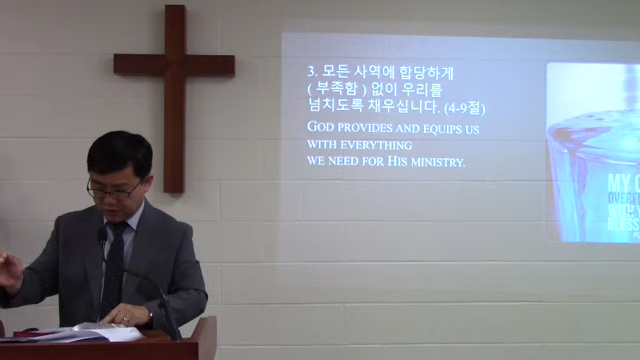 3. 모든 사역에 합당하게
( 부족함 ) 없이 우리를
넘치도록 채우십니다. (4-9절)
GOD PROVIDES AND EQUIPS US
WITH EVERYTHING
WE NEED FOR HIS MINISTRY.
MY
BLESS